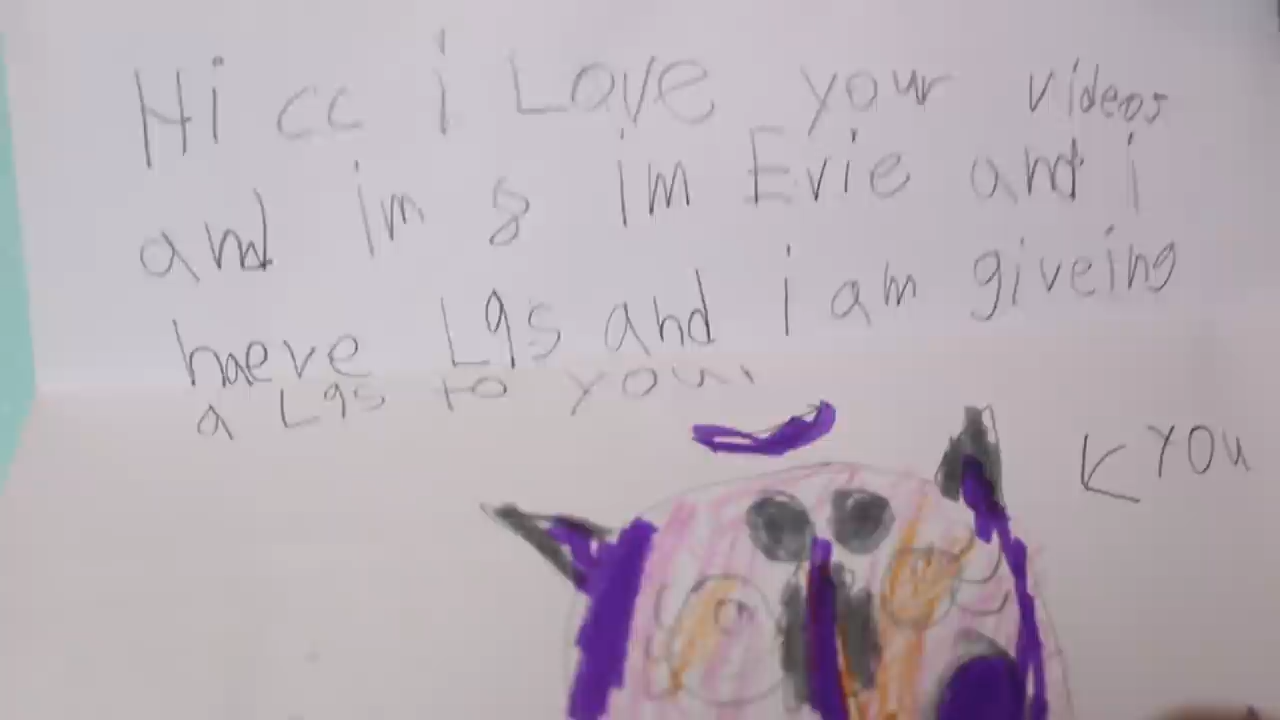 Hi cc i Love your videos
and im 8 im Evie and i
haeve L9s and i am giveing
a L9s to you.
YOU